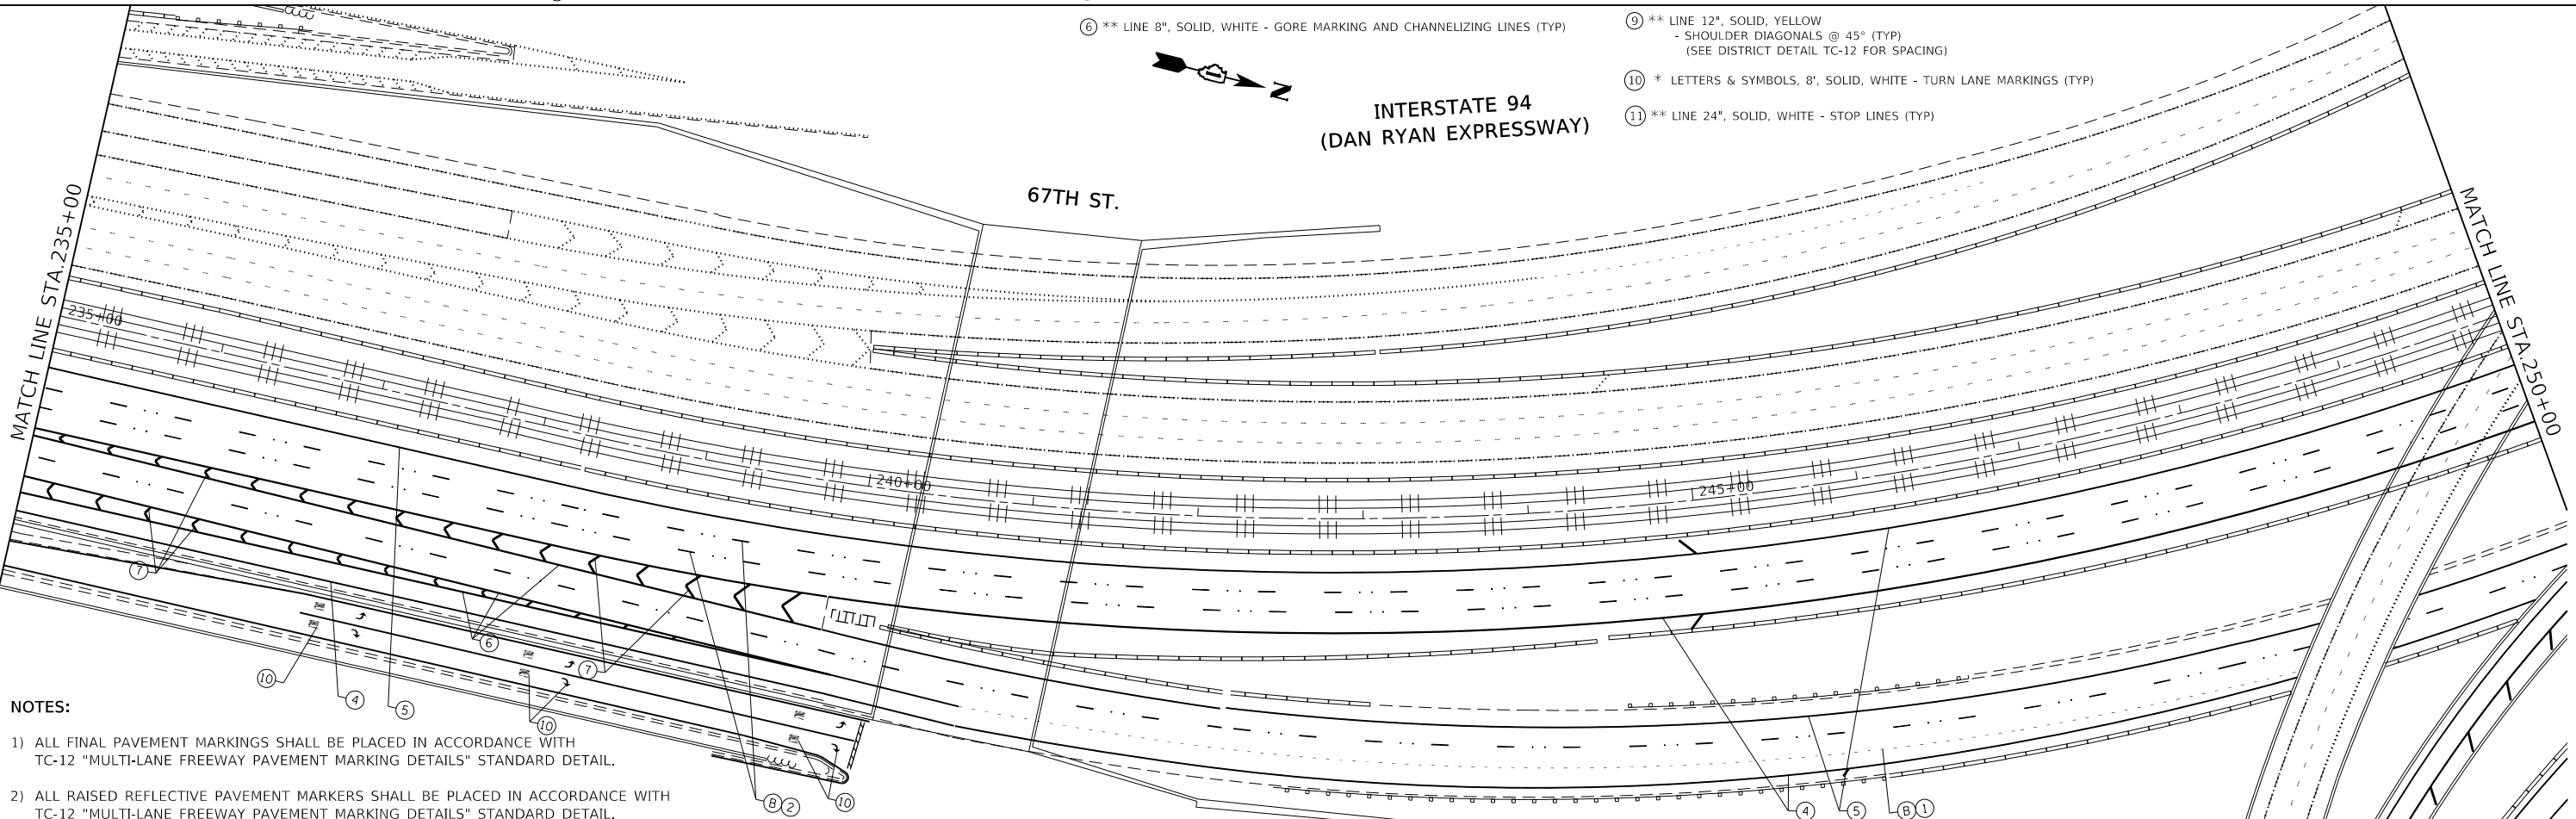 ⑥ ** LINE 8", SOLID, WHITE - GORE MARKING AND CHANNELIZING LINES (TYP)
⑨ ** LINE 12", SOLID, YELLOW
- SHOULDER DIAGONALS @ 45° (TYP)
(SEE DISTRICT DETAIL TC-12 FOR SPACING)
⑩ * LETTERS & SYMBOLS, 8', SOLID, WHITE - TURN LANE MARKINGS (TYP)
⑪ ** LINE 24", SOLID, WHITE - STOP LINES (TYP)
N
INTERSTATE 94
(DAN RYAN EXPRESSWAY)
67TH ST.
MATCH LINE STA.235+00
MATCH LINE STA.250+00
235+00
240+00
245+00
⑦
⑥
⑦
⑩
④
⑤
⑩
Ⓑ②
⑩
④
⑤
Ⓑ①
NOTES:
1) ALL FINAL PAVEMENT MARKINGS SHALL BE PLACED IN ACCORDANCE WITH
TC-12 "MULTI-LANE FREEWAY PAVEMENT MARKING DETAILS" STANDARD DETAIL.
2) ALL RAISED REFLECTIVE PAVEMENT MARKERS SHALL BE PLACED IN ACCORDANCE WITH
TC-12 "MULTI-LANE FREEWAY PAVEMENT MARKING DETAILS" STANDARD DETAIL.